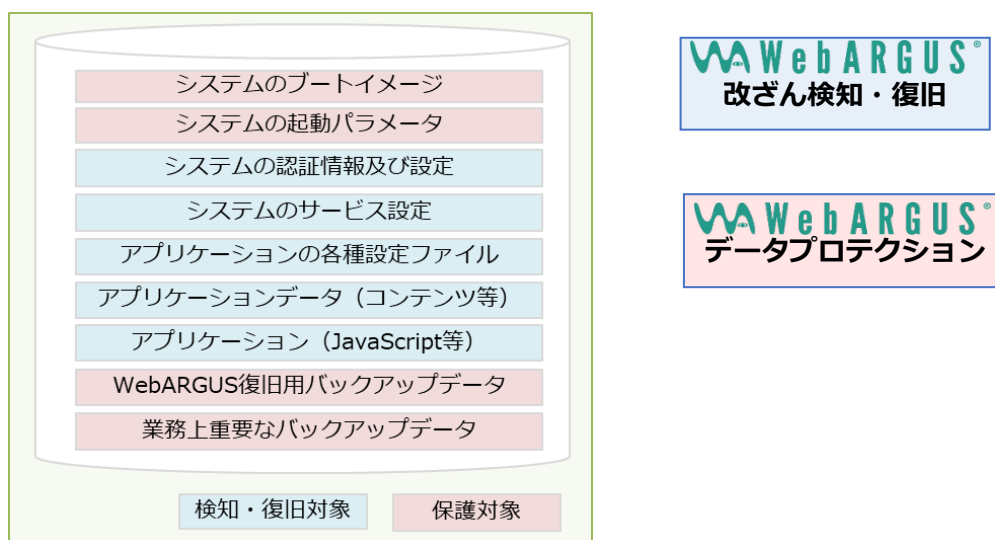 システムのブートイメージ
システムの起動パラメータ
システムの認証情報及び設定
システムのサービス設定
アプリケーションの各種設定ファイル
アプリケーションデータ（コンテンツ等）
アプリケーション（JavaScript等）
WebARGUS復旧用バックアップデータ
業務上重要なバックアップデータ
検知・復旧対象
保護対象
WebARGUS®
改ざん検知・復旧
WebARGUS®
データプロテクション